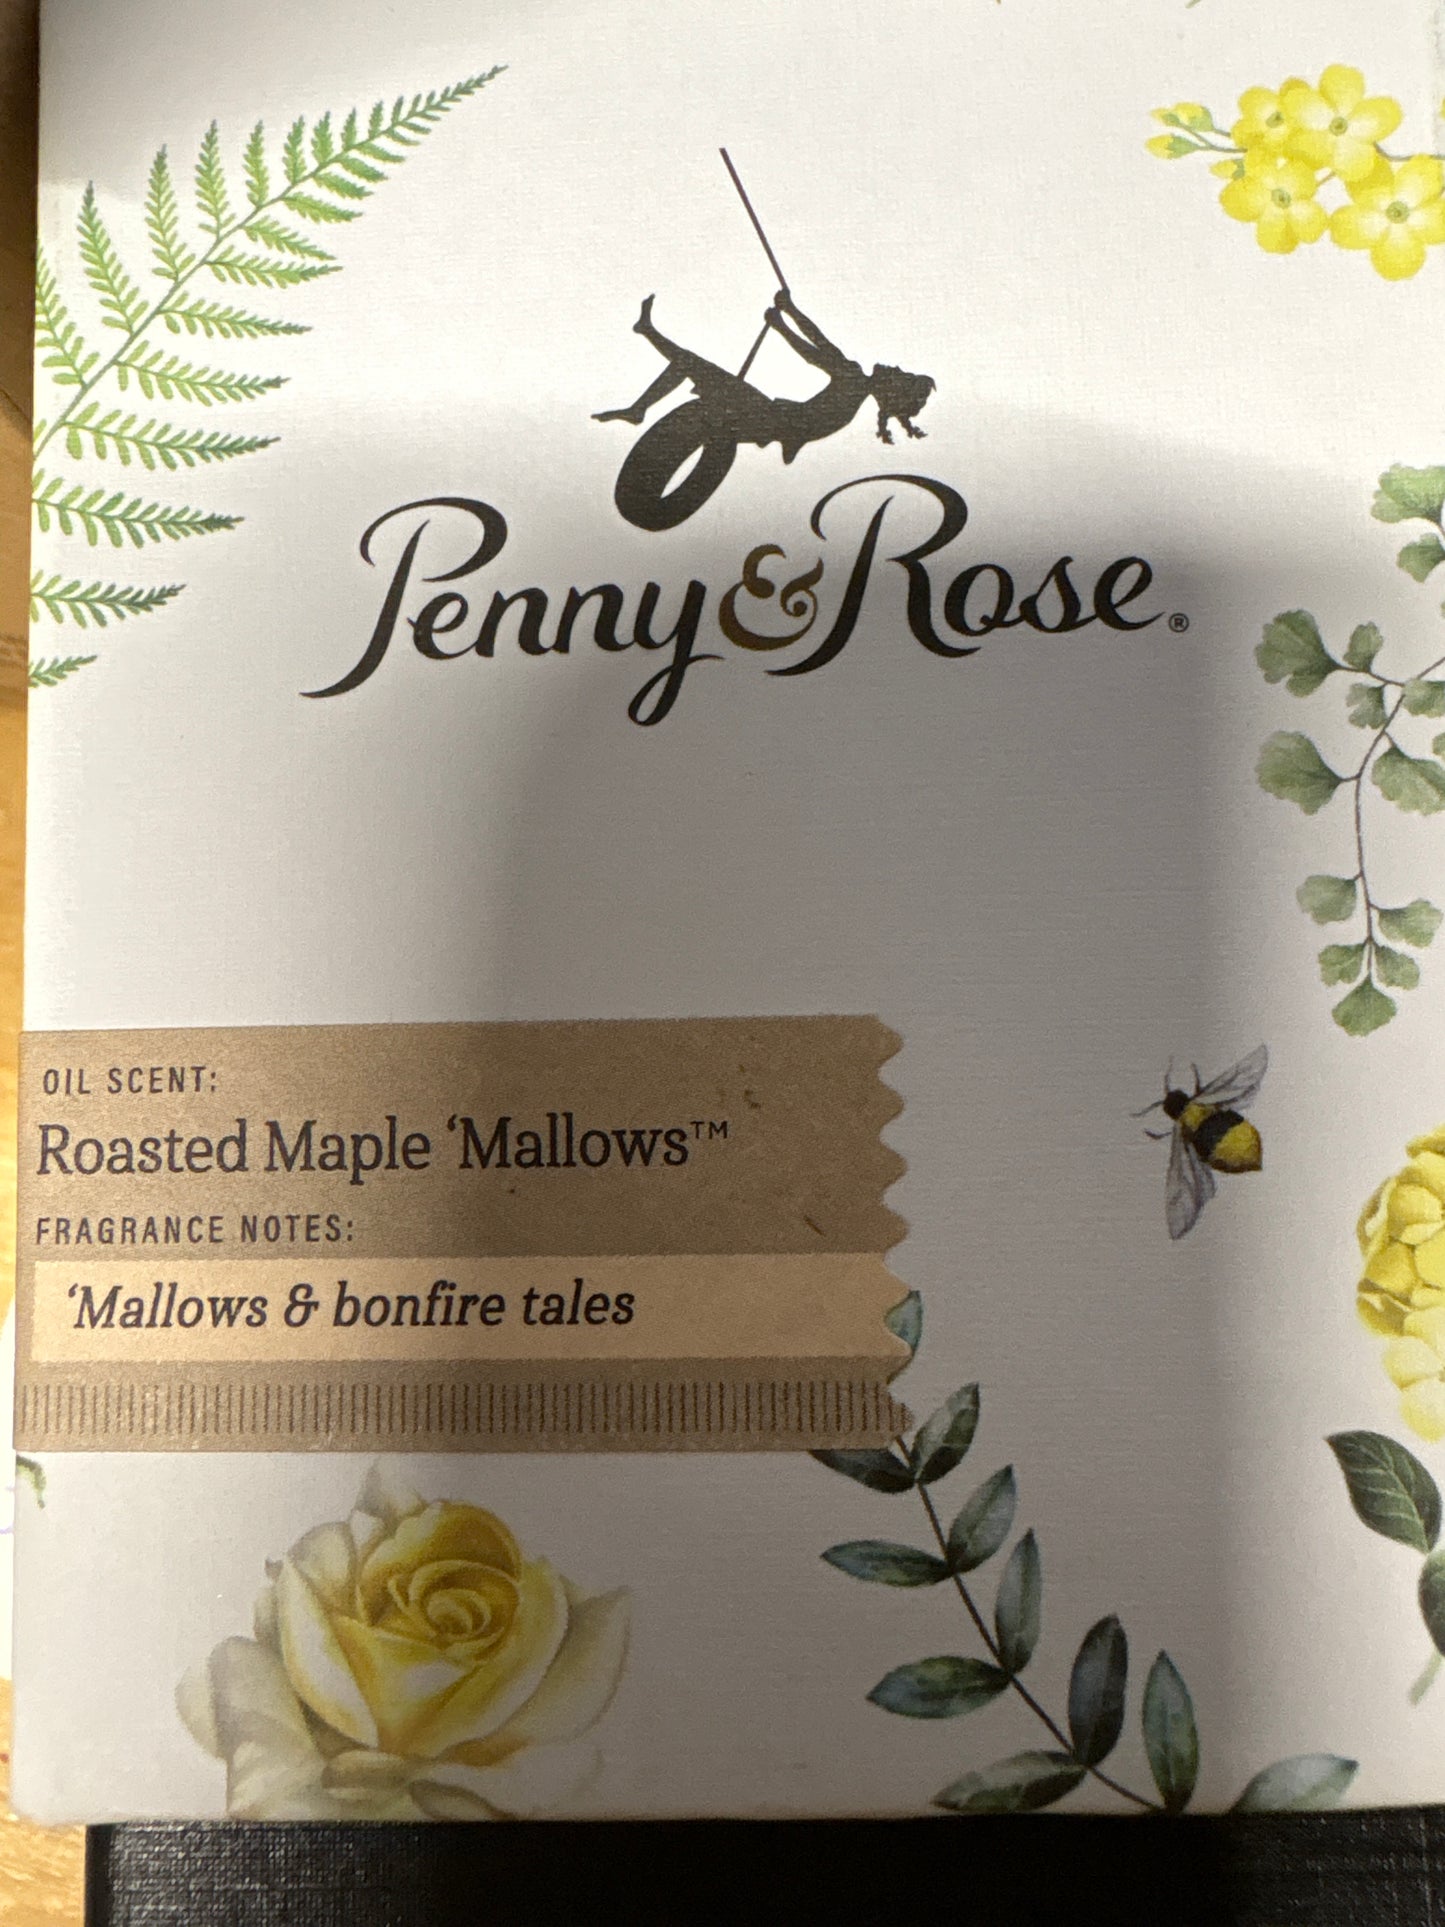 Penny & Rose®
OIL SCENT:
Roasted Maple ‘Mallows™
FRAGRANCE NOTES:
‘Mallows & bonfire tales